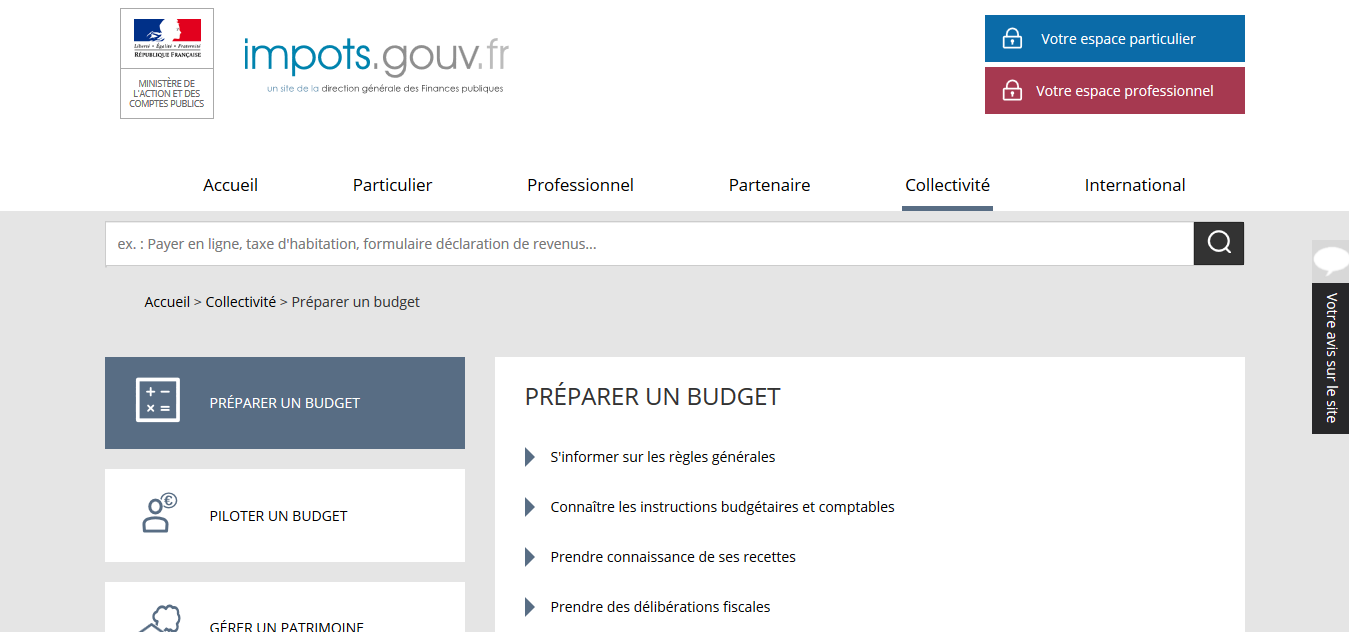 Liberté • Égalité • Fraternité
RÉPUBLIQUE FRANÇAISE
MINISTÈRE DE
L'ACTION ET DES
COMPTES PUBLICS
impots.gouv.fr
un site de la direction générale des Finances publiques
Votre espace particulier
Votre espace professionnel
Accueil Particulier Professionnel Partenaire Collectivité International
ex. : Payer en ligne, taxe d'habitation, formulaire déclaration de revenus...
Accueil > Collectivité > Préparer un budget
Votre avis sur le site
PRÉPARER UN BUDGET
PILOTER UN BUDGET
GÉRER UN PATRIMOINE
PRÉPARER UN BUDGET
S'informer sur les règles générales
Connaître les instructions budgétaires et comptables
Prendre connaissance de ses recettes
Prendre des délibérations fiscales